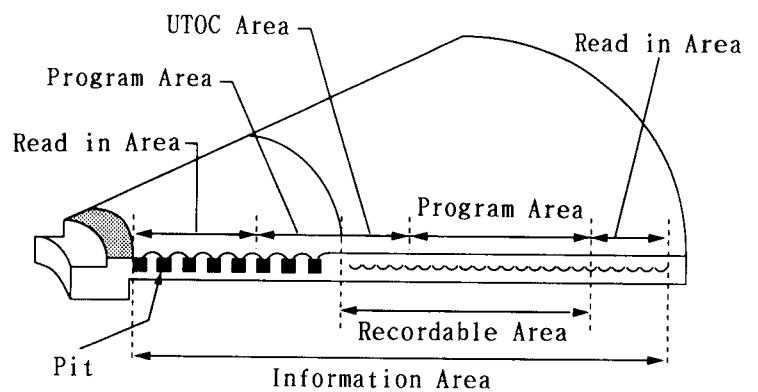 UTOC Area
Read in Area
Program Area
Read in Area
Program Area
Recordable Area
Pit
Information Area